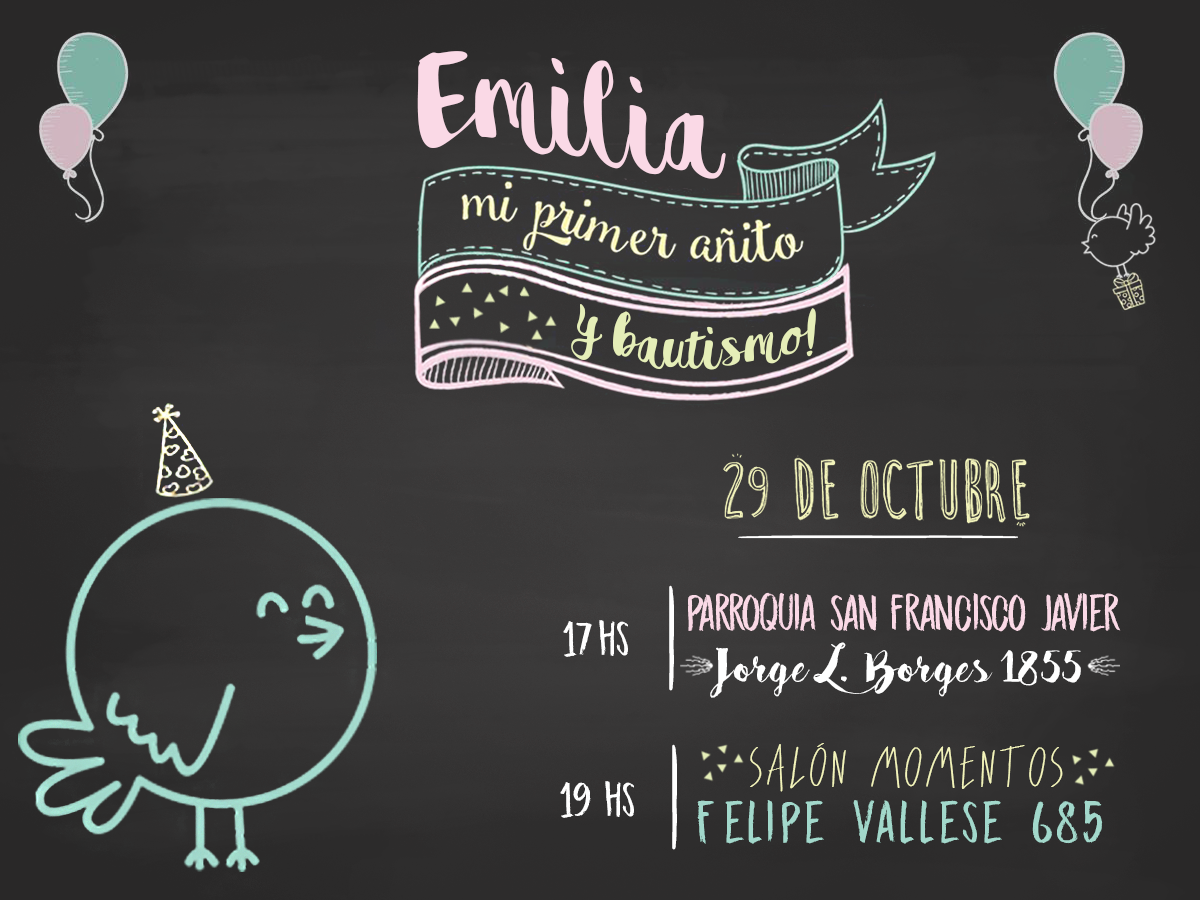 Emilia
mi primer añito
y bautismo!
29 DE OCTUBRE
17 HS
PARROQUIA SAN FRANCISCO JAVIER
Jorge L. Borges 1855
19 HS
SALÓN MOMENTOS
FELIPE VALLESE 685